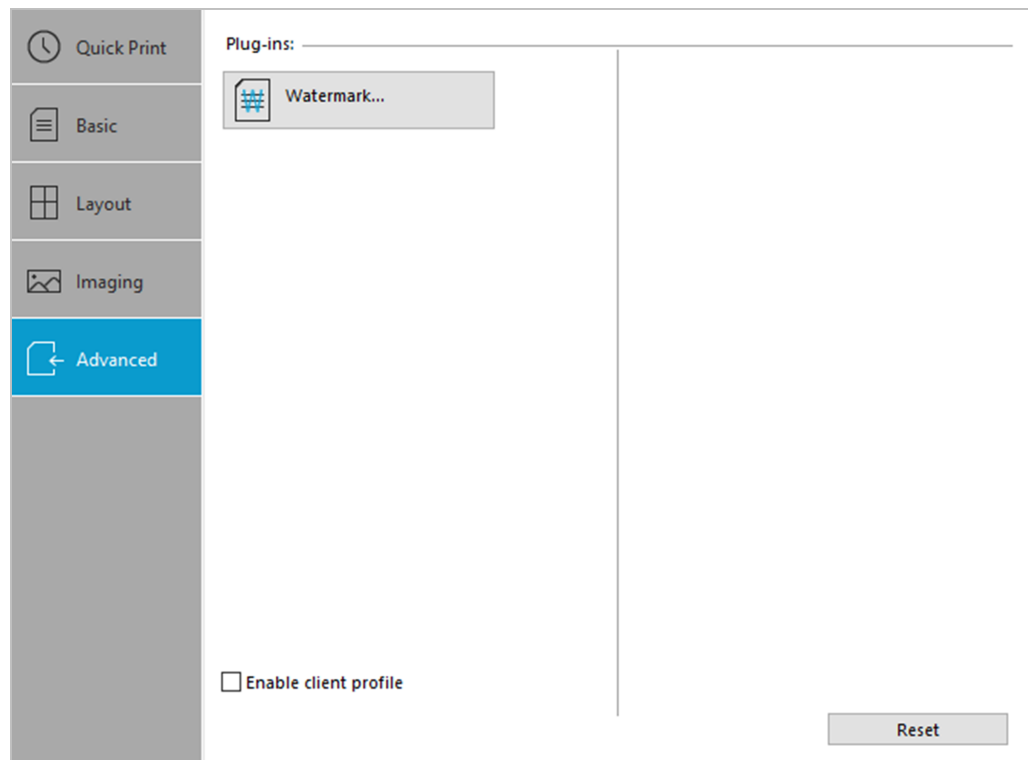 Quick Print
Basic
Layout
Imaging
Advanced
Plug-ins:
Watermark...
Enable client profile
Reset